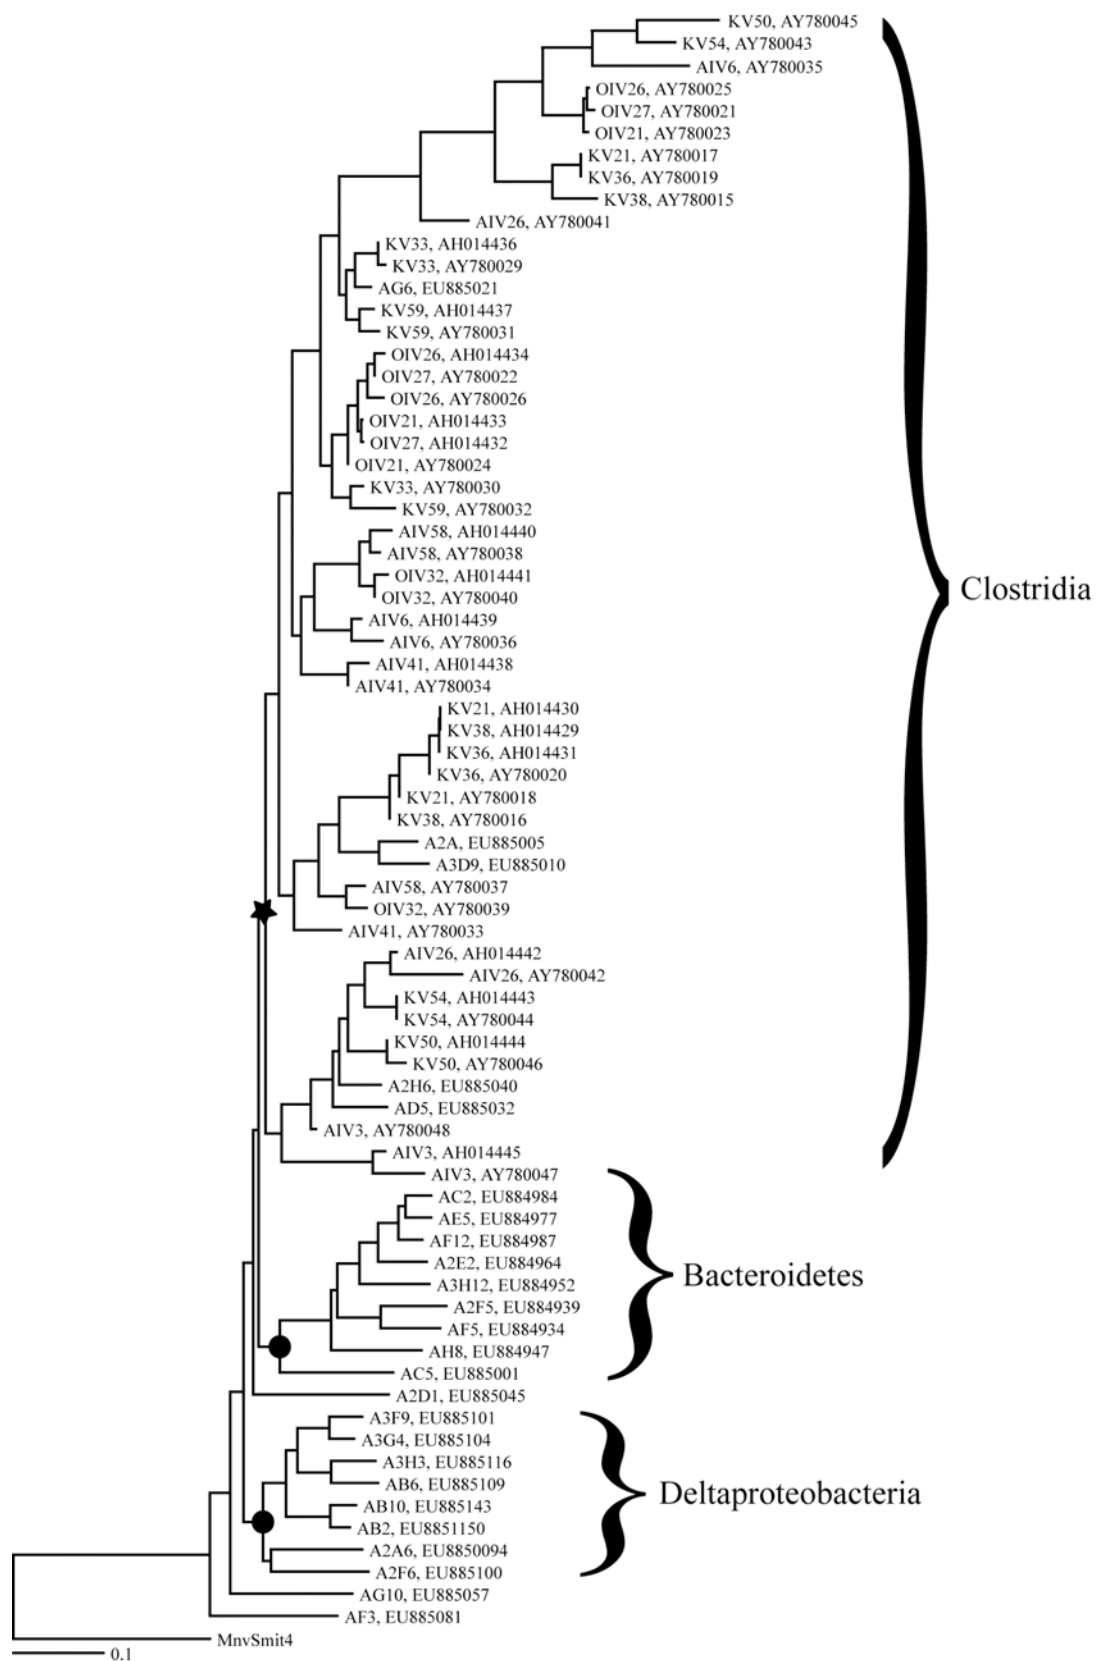 KV50, AY780045
KV54, AY780043
AIV6, AY780035
OIV26, AY780025
OIV27, AY780021
OIV21, AY780023
KV21, AY780017
KV36, AY780019
KV38, AY780015
AIV26, AY780041
KV33, AH014436
KV33, AY780029
AG6, EU885021
KV59, AH014437
KV59, AY780031
OIV26, AH014434
OIV27, AY780022
OIV26, AY780026
OIV21, AH014433
OIV27, AH014432
OIV21, AY780024
KV33, AY780030
KV59, AY780032
AIV58, AH014440
AIV58, AY780038
OIV32, AH014441
Clostridia
OIV32, AY780040
AIV6, AH014439
AIV6, AY780036
AIV41, AH014438
AIV41, AY780034
KV21, AH014430
KV38, AH014429
KV36, AH014431
KV36, AY780020
KV21, AY780018
KV38, AY780016
A2A, EU885005
A3D9, EU885010
AIV58, AY780037
OIV32, AY780039
AIV41, AY780033
AIV26, AH014442
AIV26, AY780042
KV54, AH014443
KV54, AY780044
KV50, AH014444
KV50, AY780046
A2H6, EU885040
AD5, EU885032
AIV3, AY780048
AIV3, AH014445
AIV3, AY780047
AC2, EU884984
AE5, EU884977
AF12, EU884987
A2E2, EU884964
Bacteroidetes
A3H12, EU884952
A2F5, EU884939
AF5, EU884934
AH8, EU884947
AC5, EU885001
A2D1, EU885045
A3F9, EU885101
A3G4, EU885104
A3H3, EU885116
AB6, EU885109
Deltaproteobacteria
AB10, EU885143
AB2, EU8851150
A2A6, EU8850094
A2F6, EU885100
AG10, EU885057
AF3, EU885081
MnvSmit4
0.1